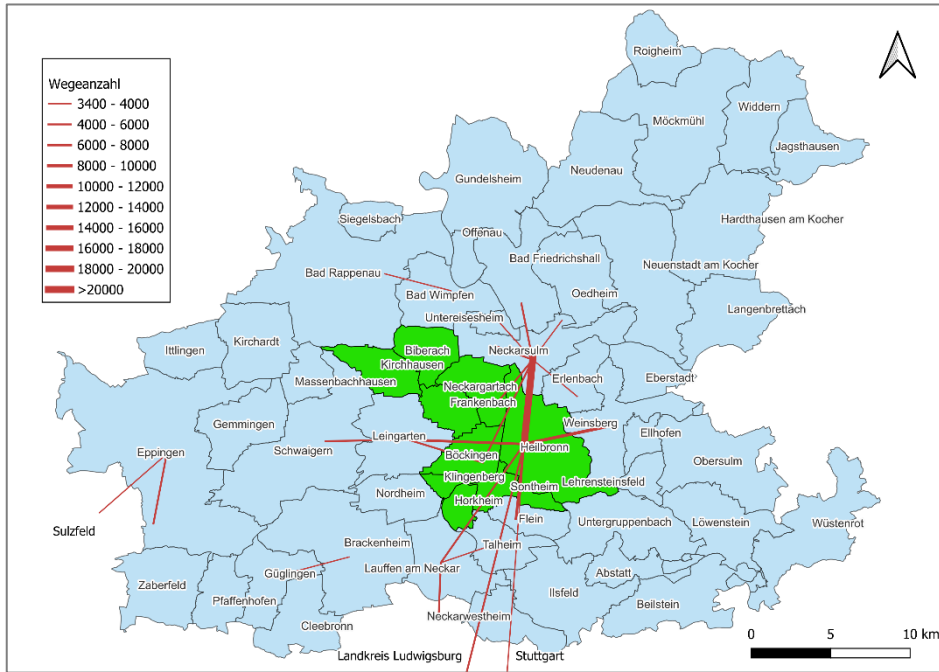 Roigheim
Widdern
Möckmühl
Jagsthausen
Wegeanzahl
3400 - 4000
4000 - 6000
6000 - 8000
8000 - 10000
10000 - 12000
12000 - 14000
14000 - 16000
16000 - 18000
18000 - 20000
>20000
Neudenau
Gundelsheim
Siegelsbach
Hardthausen am Kocher
Offenau
Bad Friedrichshall
Neuenstadt am Kocher
Bad Rappenau
Bad Wimpfen
Oedheim
Langenbrettach
Untereisesheim
Kirchardt
Ittlingen
Biberach
Neckarsulm
Kirchhausen
Massenbachhausen
Neckargartach
Erlenbach
Eberstadt
Frankenbach
Gemmingen
Weinsberg
Ellhofen
Leingarten
Schwaigern
Heilbronn
Eppingen
Böckingen
Obersulm
Klingenberg
Sontheim
Lehrensteinsfeld
Nordheim
Horkheim
Flein
Untergruppenbach
Löwenstein
Wüstenrot
Sulzfeld
Brackenheim
Talheim
Lauffen am Neckar
Güglingen
Abstatt
Zaberfeld
Pfaffenhofen
Ilsfeld
Beilstein
Neckarwestheim
Cleebronn
0 5 10 km
Landkreis Ludwigsburg
Stuttgart